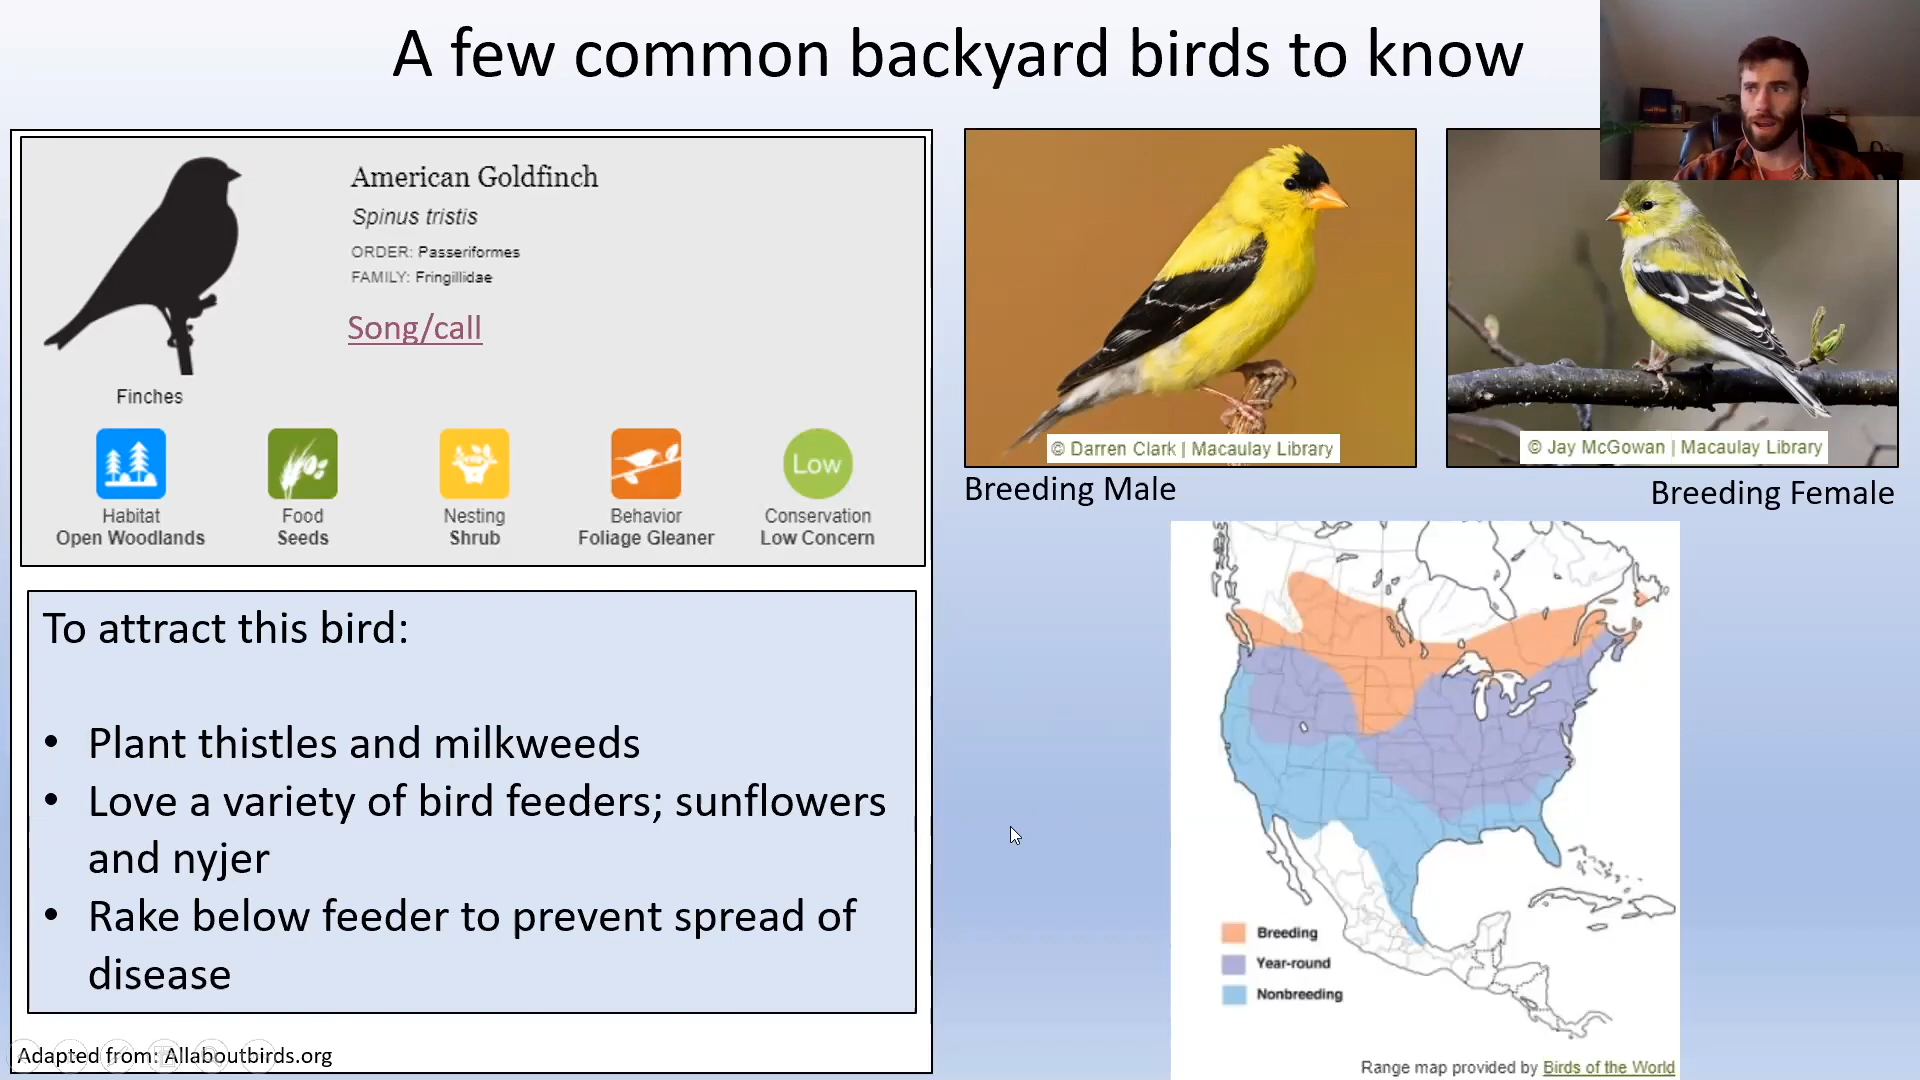 A few common backyard birds to know
American Goldfinch
Spinus tristis
ORDER: Passeriformes
FAMILY: Fringillidae
Song/call
Finches
Habitat
Open Woodlands
Food
Seeds
Nesting
Shrub
Behavior
Foliage Gleaner
Low
Conservation
Low Concern
To attract this bird:
• Plant thistles and milkweeds
• Love a variety of bird feeders; sunflowers
and nyjer
• Rake below feeder to prevent spread of
disease
Adapted from: Allaboutbirds.org
© Darren Clark | Macaulay Library
Breeding Male
© Jay McGowan | Macaulay Library
Breeding Female
Breeding
Year-round
Nonbreeding
Range map provided by Birds of the World